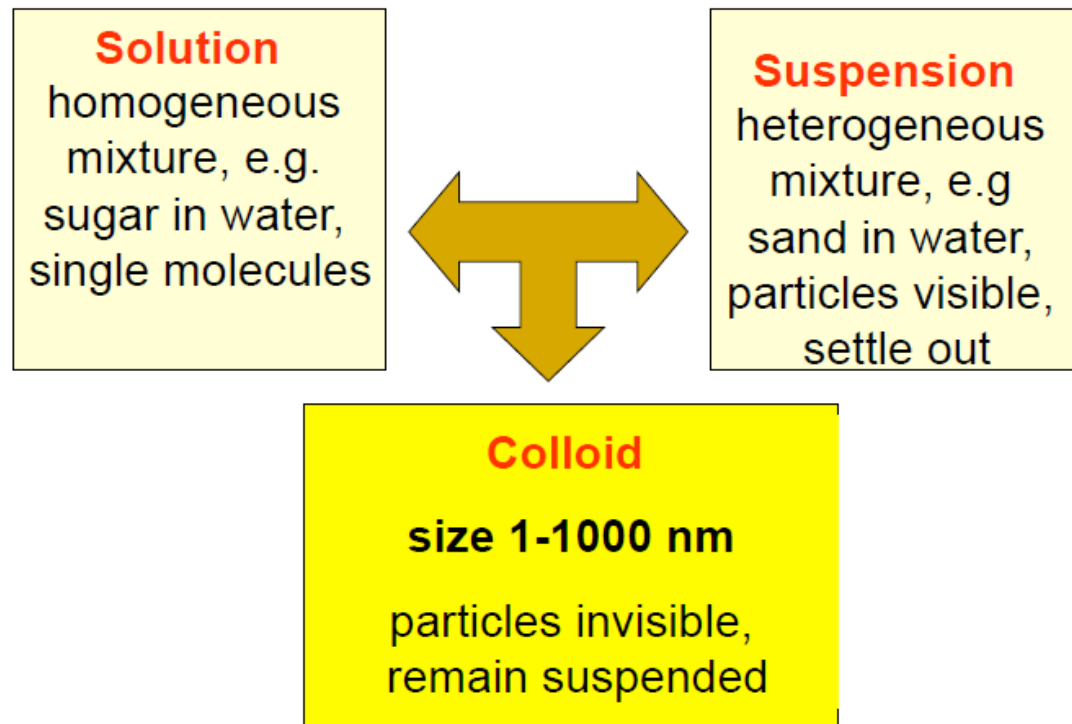 Solution
homogeneous
mixture, e.g.
sugar in water,
single molecules
Suspension
heterogeneous
mixture, e.g
sand in water,
particles visible,
settle out
Colloid
size 1-1000 nm
particles invisible,
remain suspended